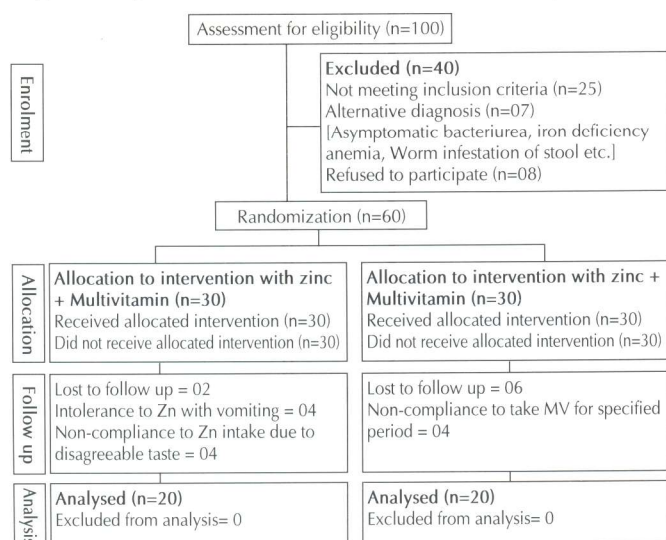 Assessment for eligibility (n=100)
Enrolment
Excluded (n=40)
Not meeting inclusion criteria (n=25)
Alternative diagnosis (n=07)
[Asymptomatic bacteriurea, iron deficiency
anemia, Worm infestation of stool etc.]
Refused to participate (n=08)
Randomization (n=60)
Allocation
Allocation to intervention with zinc
+ Multivitamin (n=30)
Received allocated intervention (n=30)
Did not receive allocated intervention (n=30)
Allocation to intervention with zinc +
Multivitamin (n=30)
Received allocated intervention (n=30)
Did not receive allocated intervention (n=30)
Follow up
Lost to follow up = 02
Intolerance to Zn with vomiting = 04
Non-compliance to Zn intake due to
disagreeable taste = 04
Lost to follow up = 06
Non-compliance to take MV for specified
period = 04
Analysis
Analysed (n=20)
Excluded from analysis= 0
Analysed (n=20)
Excluded from analysis= 0